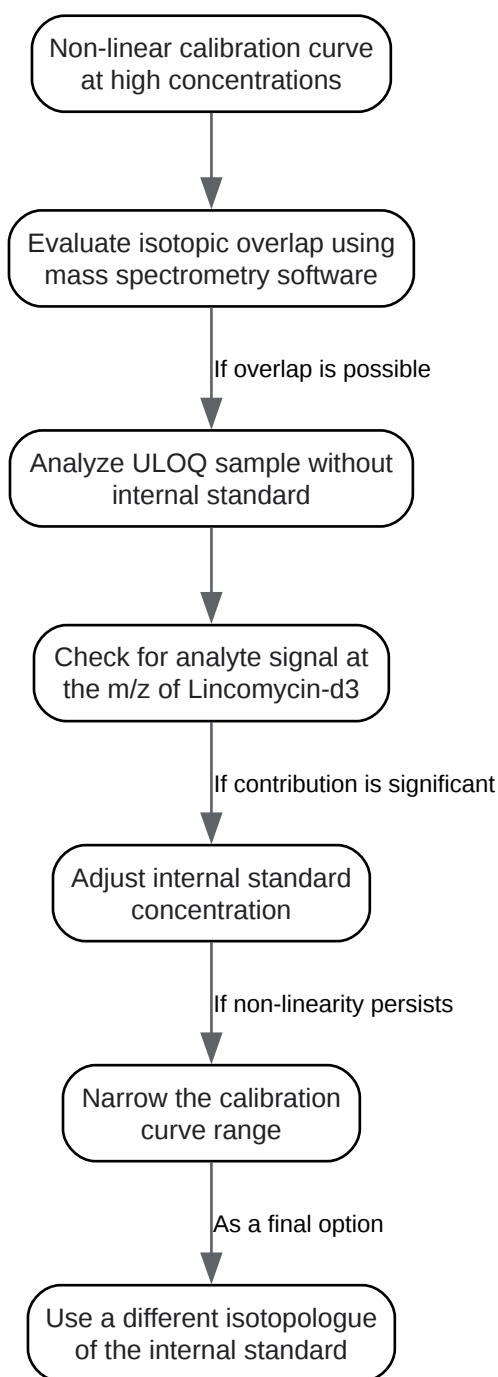 Non-linear calibration curve
at high concentrations
Evaluate isotopic overlap using
mass spectrometry software
If overlap is possible
Analyze ULOQ sample without
internal standard
Check for analyte signal at
the m/z of Lincomycin-d3
If contribution is significant
Adjust internal standard
concentration
If non-linearity persists
Narrow the calibration
curve range
As a final option
Use a different isotopologue
of the internal standard